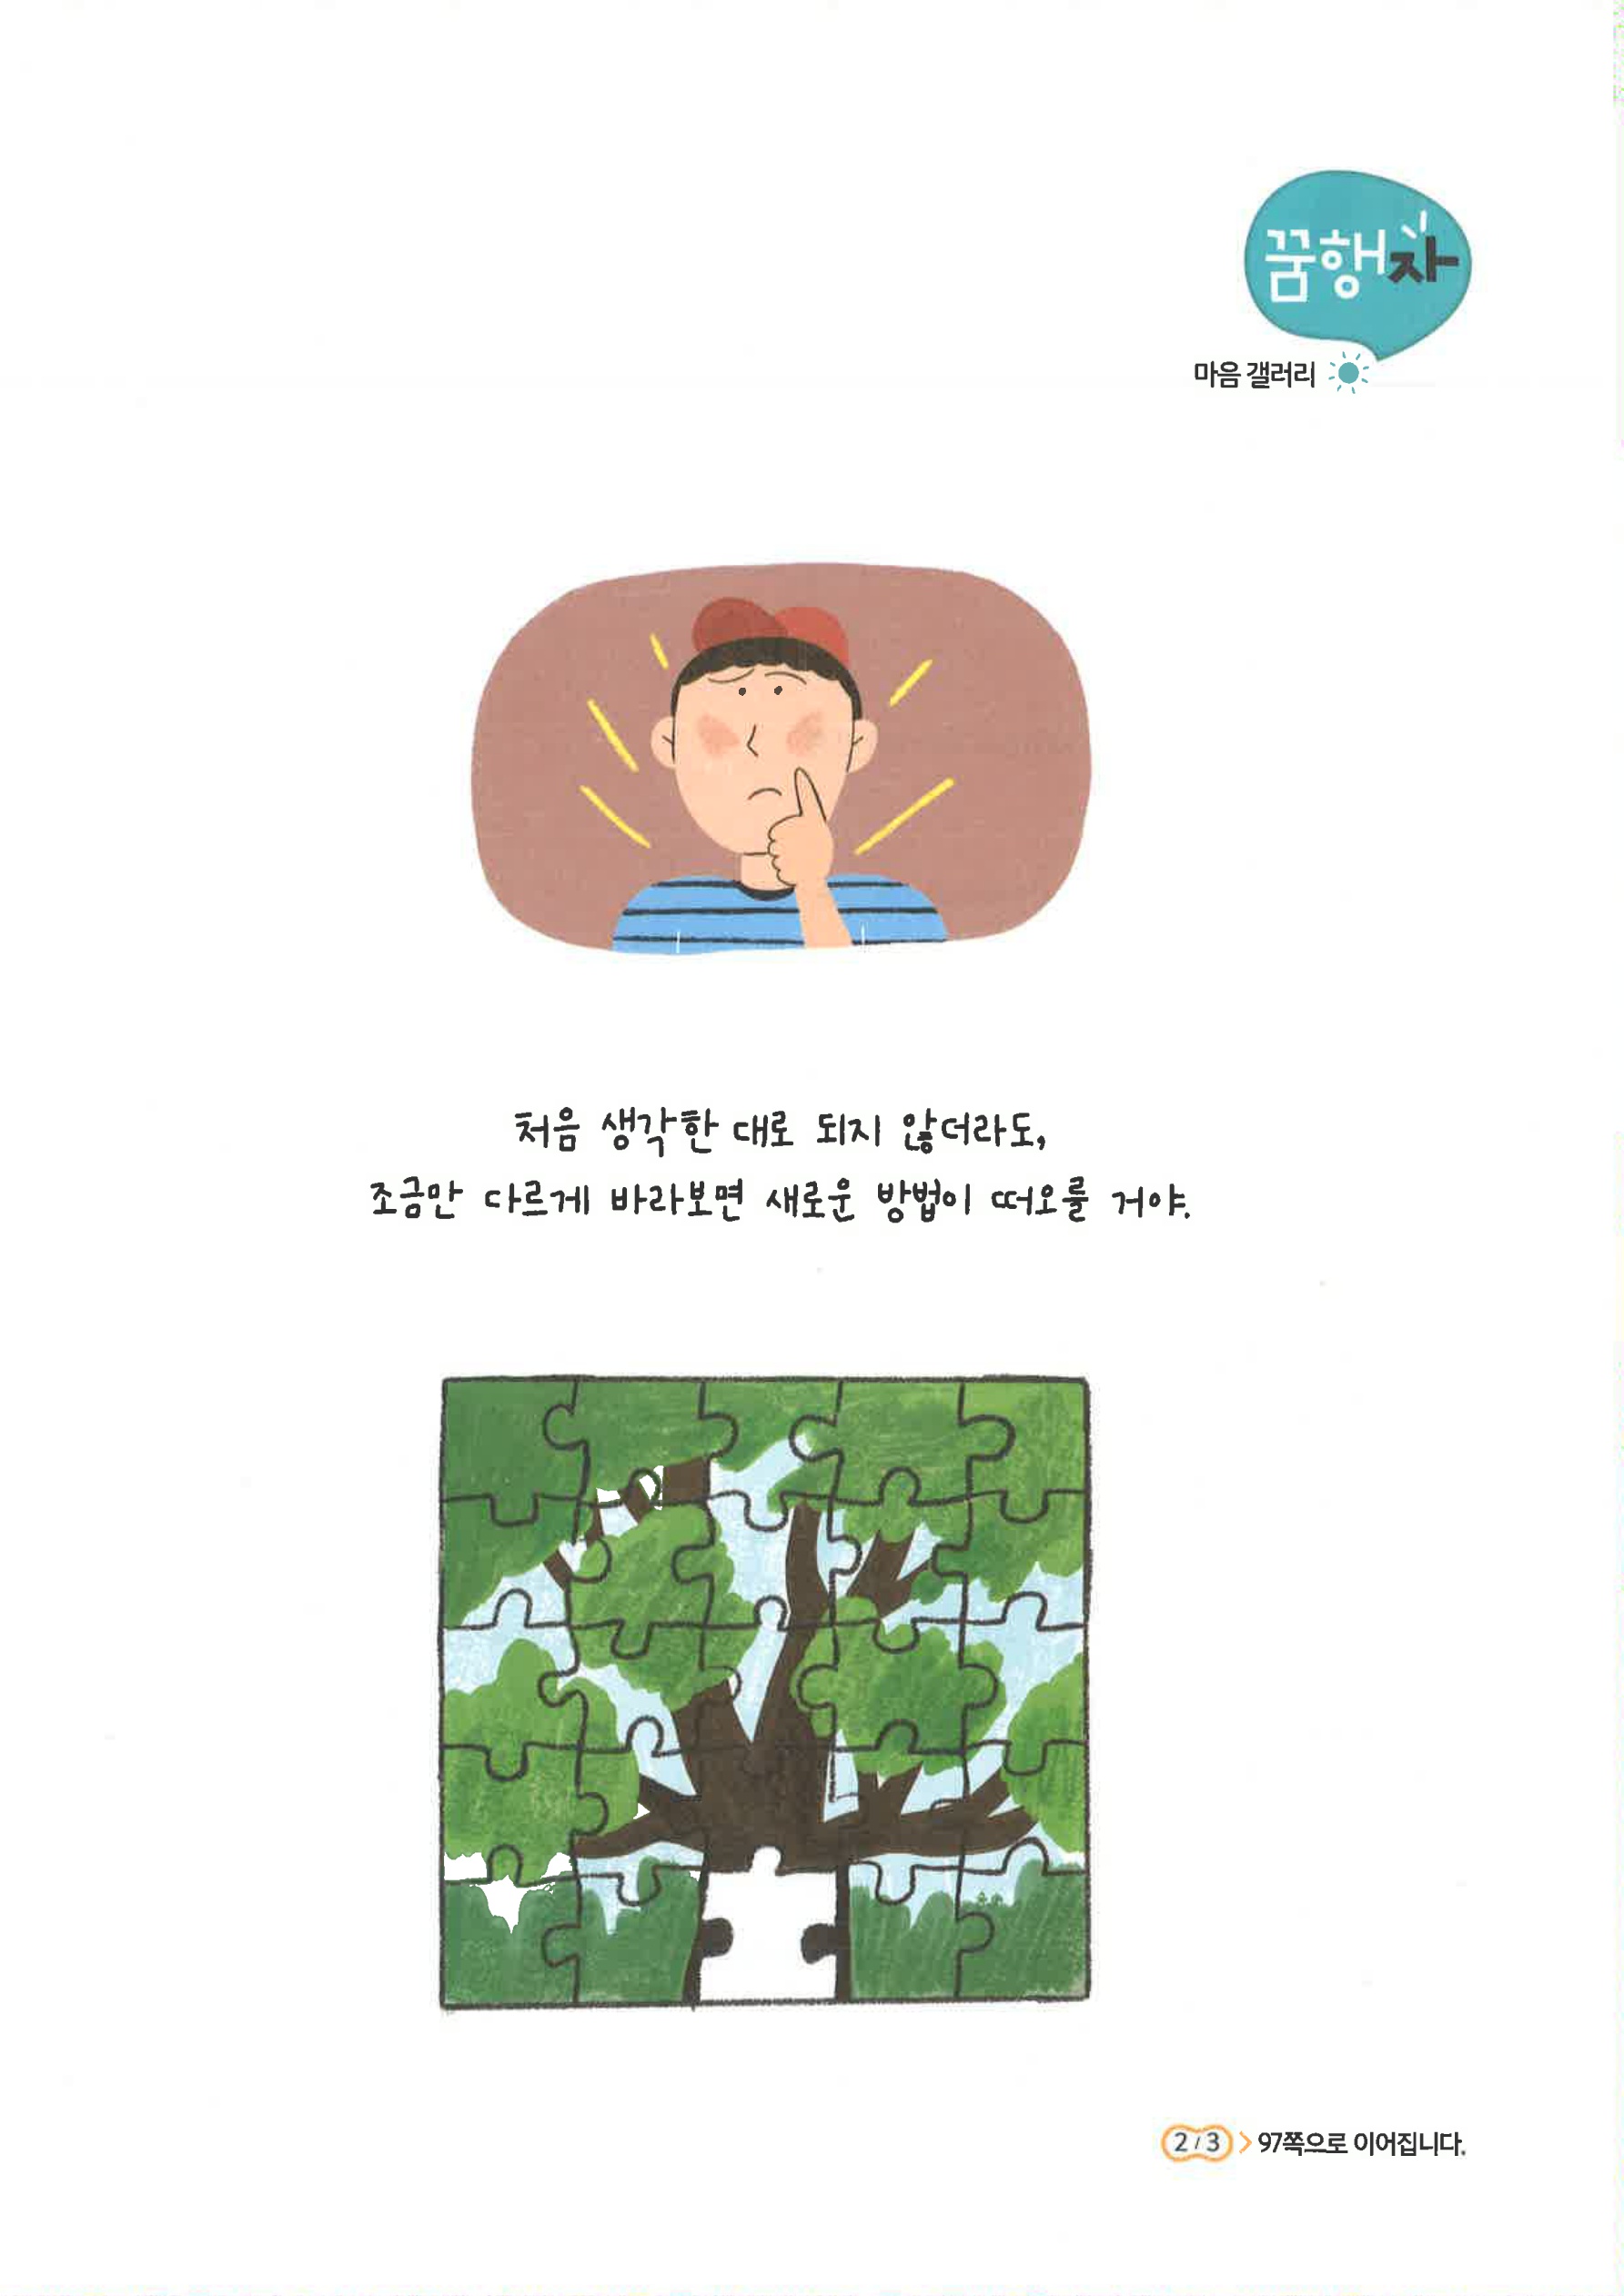 꿈행자
마음 갤러리
처음 생각한 대로 되지 않더라도,
조금만 다르게 바라보면 새로운 방법이 떠오를 거야.
2/3 > 97쪽으로 이어집니다.